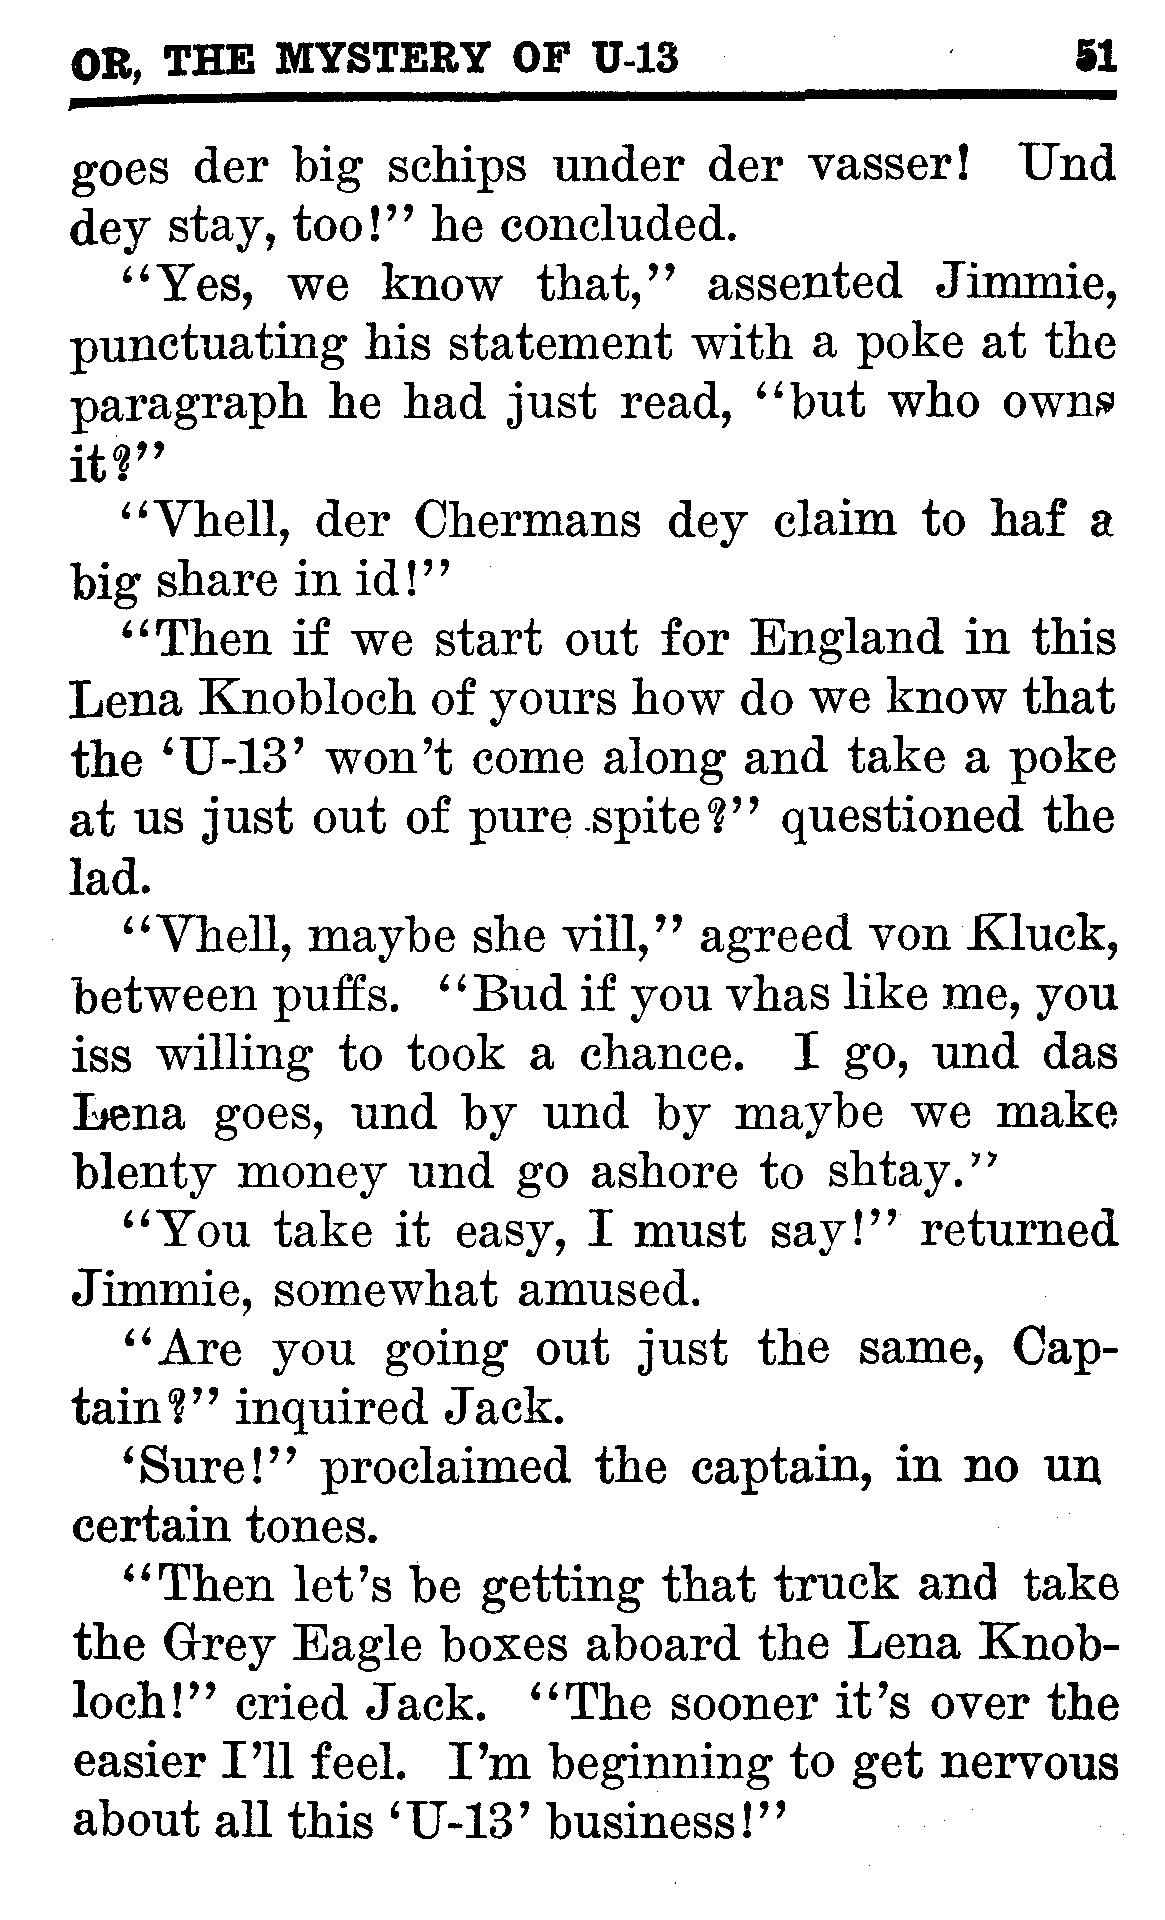 OR, THE MYSTERY OF U-13 51
goes der big schips under der vasser! Und
dey stay, too!" he concluded.
"Yes, we know that," assented Jimmie,
punctuating his statement with a poke at the
paragraph he had just read, "but who owns
it?"
"Vhell, der Chermans dey claim to haf a
big share in id!"
"Then if we start out for England in this
Lena Knobloch of yours how do we know that
the 'U-13' won't come along and take a poke
at us just out of pure spite?" questioned the
lad.
"Vhell, maybe she vill," agreed von Kluck,
between puffs. "Bud if you vhas like me, you
iss willing to took a chance. I go, und das
Lena goes, und by und by maybe we make
blenty money und go ashore to shtay."
"You take it easy, I must say!" returned
Jimmie, somewhat amused.
"Are you going out just the same, Cap-
tain?" inquired Jack.
'Sure!" proclaimed the captain, in no un
certain tones.
"Then let's be getting that truck and take
the Grey Eagle boxes aboard the Lena Knob-
loch!" cried Jack. "The sooner it's over the
easier I'll feel. I'm beginning to get nervous
about all this 'U-13' business!"